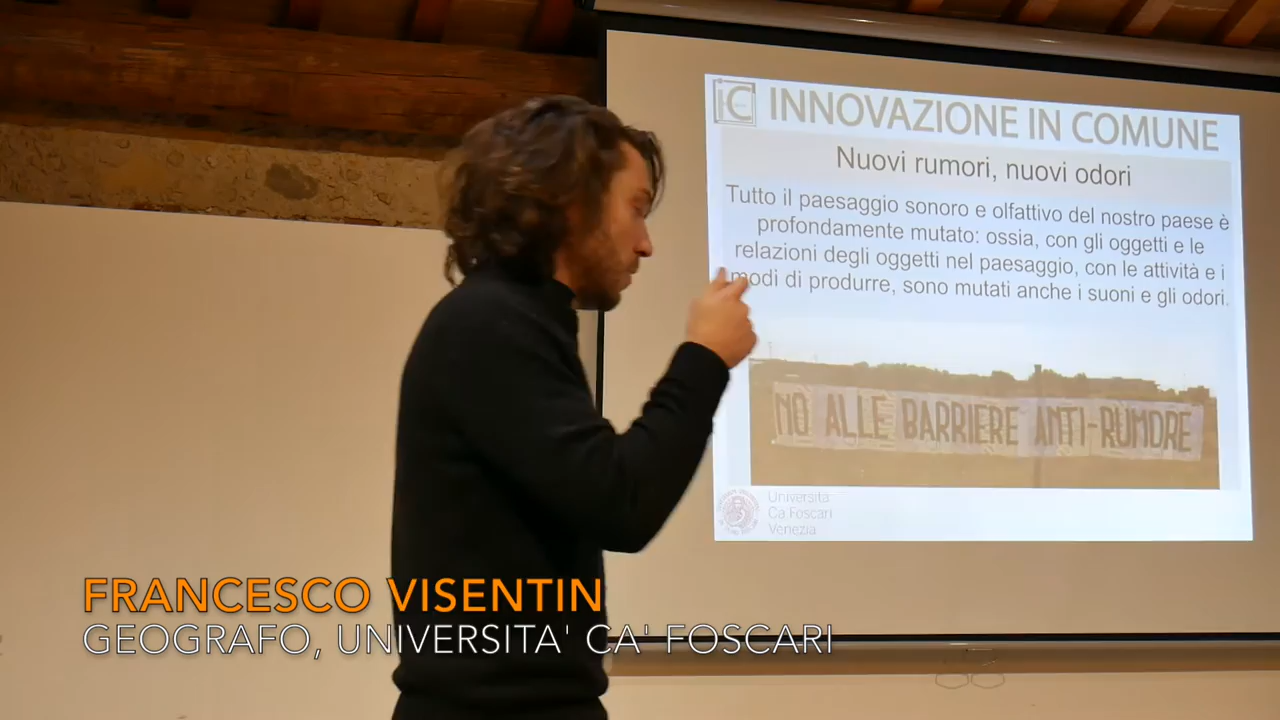 iC INNOVAZIONE IN COMUNE
Nuovi rumori, nuovi odori
Tutto il paesaggio sonoro e olfattivo del nostro paese è
profondamente mutato: ossia, con gli oggetti e le
relazioni degli oggetti nel paesaggio, con le attività e i
modi di produrre, sono mutati anche i suoni e gli odori.
NO ALLE BARRIERE ANTI-RUMORE
Università
Ca'Foscari
Venezia
FRANCESCO VISENTIN
GEOGRAFO, UNIVERSITA' CA' FOSCARI